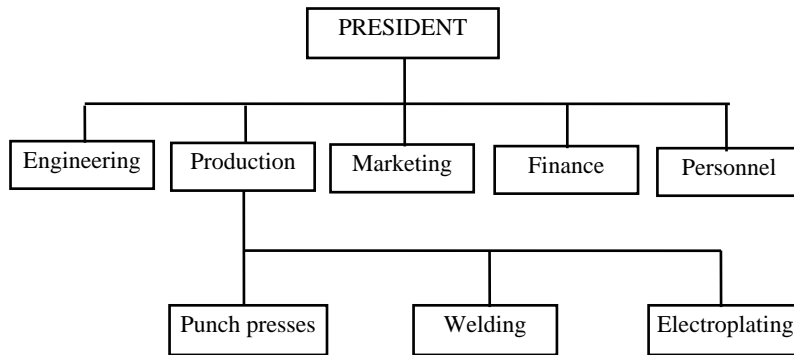 PRESIDENT
Engineering
Production
Marketing
Finance
Personnel
Punch presses
Welding
Electroplating